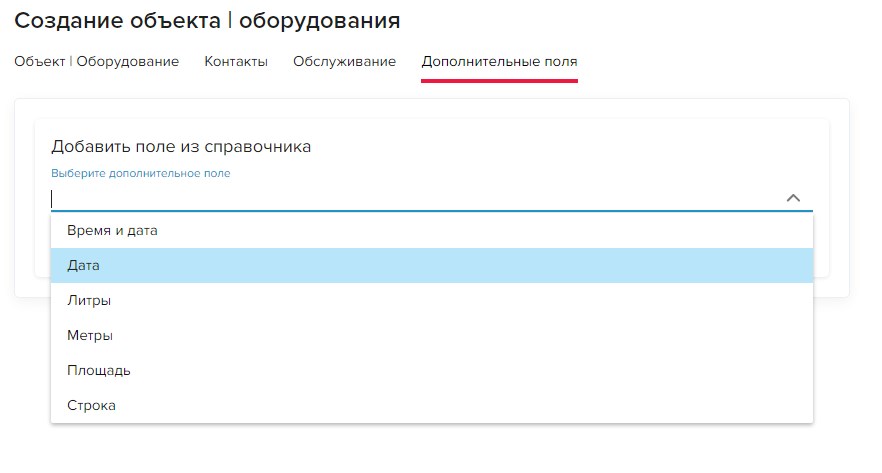 Создание объекта | оборудования
Объект | Оборудование Контакты Обслуживание Дополнительные поля
Добавить поле из справочника
Выберите дополнительное поле
Время и дата
Дата
Литры
Метры
Площадь
Строка